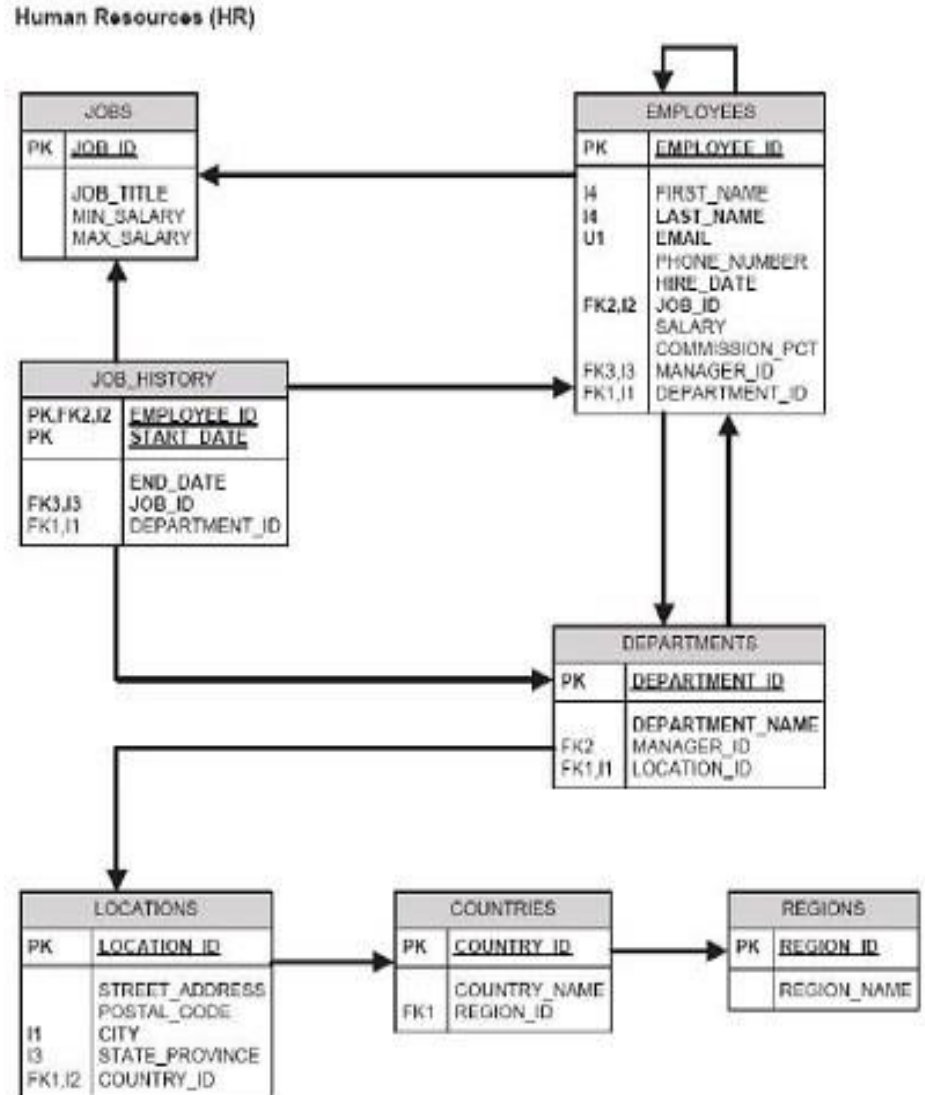 Human Resources (HR)
JOBS
PK JOB_ID
JOB_TITLE
MIN_SALARY
MAX_SALARY
EMPLOYEES
PK EMPLOYEE_ID
I4 FIRST_NAME
I4 LAST_NAME
U1 EMAIL
PHONE_NUMBER
HIRE_DATE
FK2,I2 JOB_ID
SALARY
COMMISSION_PCT
FK3,I3 MANAGER_ID
FK1,I1 DEPARTMENT_ID
JOB_HISTORY
PK,FK2,I2 EMPLOYEE_ID
PK START_DATE
END_DATE
FK3,I3 JOB_ID
FK1,I1 DEPARTMENT_ID
DEPARTMENTS
PK DEPARTMENT_ID
DEPARTMENT_NAME
FK2 MANAGER_ID
FK1,I1 LOCATION_ID
LOCATIONS
PK LOCATION_ID
STREET_ADDRESS
POSTAL_CODE
I1 CITY
I3 STATE_PROVINCE
FK1,I2 COUNTRY_ID
COUNTRIES
PK COUNTRY_ID
COUNTRY_NAME
FK1 REGION_ID
REGIONS
PK REGION_ID
REGION_NAME